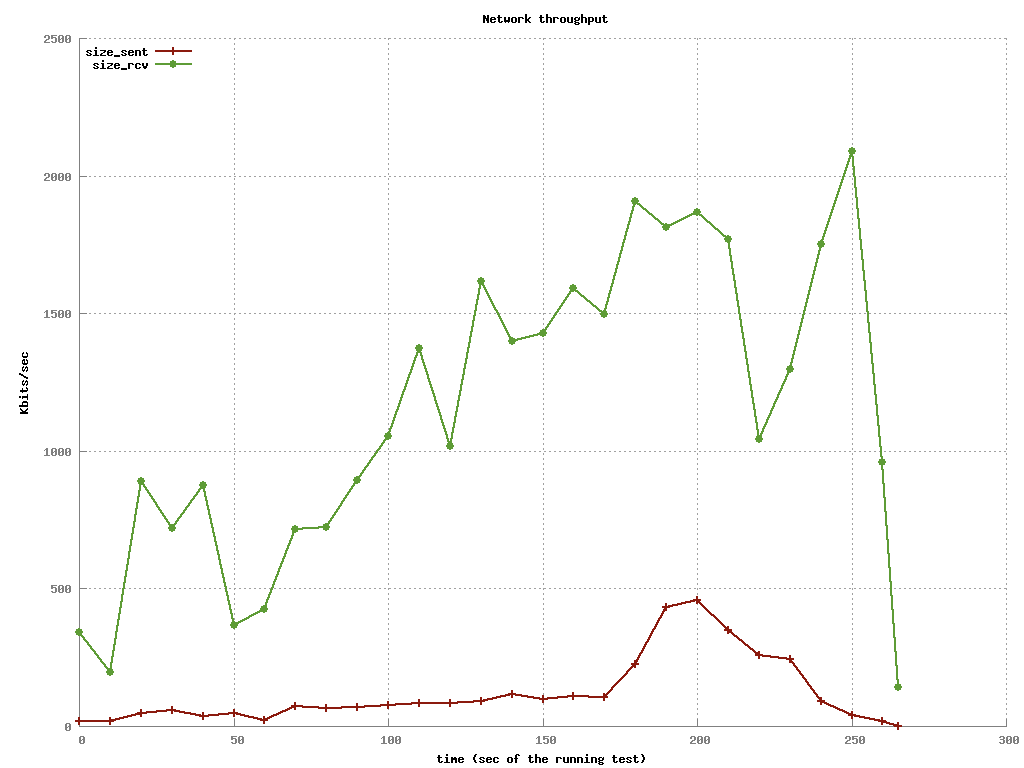 Network throughput
2500
size_sent
size_rcv
2000
1500
Kbits/sec
1000
500
0
0 50 100 150 200 250 300
time (sec of the running test)